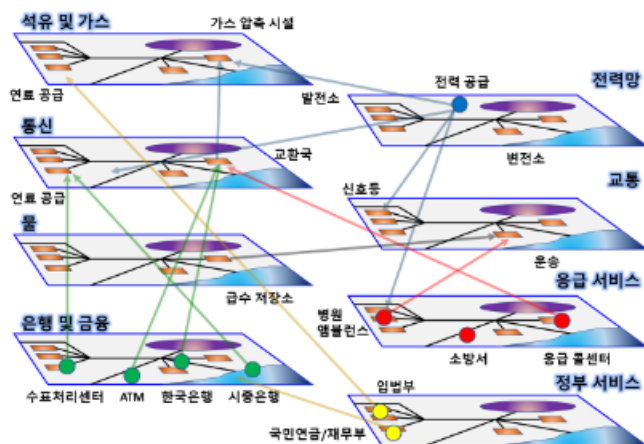 석유 및 가스
가스 압축 시설
연료 공급
발전소
전력 공급
전력망
변전소
통신
교환국
연료 공급
신호등
교통
운송
물
급수 저장소
응급 서비스
병원
앰블런스
소방서
응급 콜센터
은행 및 금융
수표처리센터
ATM
한국은행
시중은행
정부 서비스
입법부
국민연금/재무부